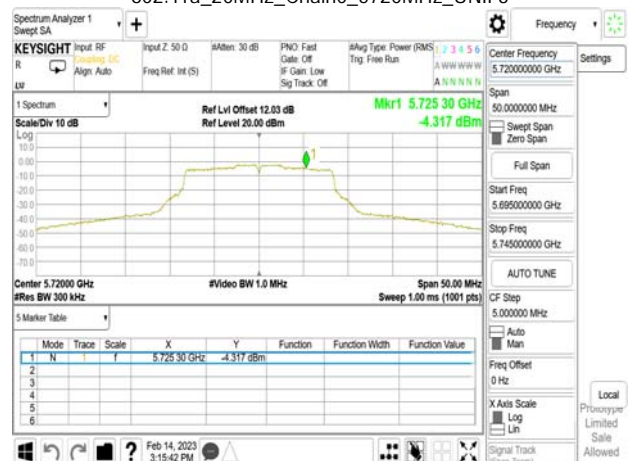 Spectrum Analyzer 1
Swept SA
+
Frequency
KEYSIGHT
R
Input: RF
Coupling: DC
Align: Auto
Input Z: 50 Ω
Freq Ref: Int (S)
#Atten: 30 dB
PNO: Fast
Gate: Off
IF Gain: Low
Sig Track: Off
#Avg Type: Power (RMS
Trig: Free Run
1 2 3 4 5 6
A WW WW WW
A N N N N N
1 Spectrum
Scale/Div 10 dB
Log
Ref Lvl Offset 12.03 dB
Ref Level 20.00 dBm
Mkr1 5.725 30 GHz
-4.317 dBm
10.0
0.00
-10.0
-20.0
-30.0
-40.0
-50.0
-60.0
-70.0
1
Center 5.72000 GHz
#Res BW 300 kHz
#Video BW 1.0 MHz
Span 50.00 MHz
Sweep 1.00 ms (1001 pts)
5 Marker Table
Mode Trace Scale X Y Function Function Width Function Value
1 N 1 f 5.725 30 GHz -4.317 dBm
2
3
4
5
6
Feb 14, 2023
3:15:42 PM
?
Center Frequency
5.720000000 GHz
Settings
Span
50.0000000 MHz
Swept Span
Zero Span
Full Span
Start Freq
5.695000000 GHz
Stop Freq
5.745000000 GHz
AUTO TUNE
CF Step
5.000000 MHz
Auto
Man
Freq Offset
0 Hz
X Axis Scale
Log
Lin
Signal Track
Local
Prototype
Limited
Sale
Allowed